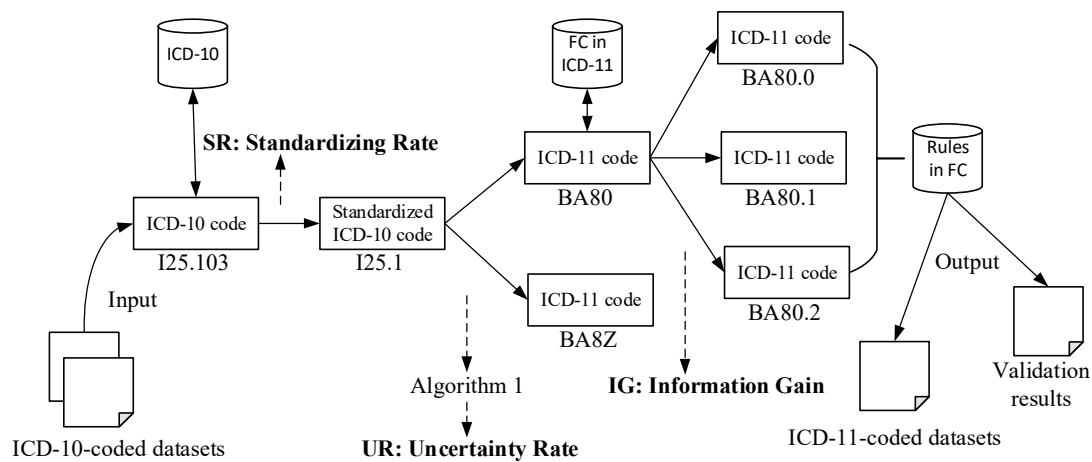 ICD-10
FC in
ICD-11
ICD-11 code
BA80.0
SR: Standardizing Rate
ICD-11 code
BA80
ICD-11 code
BA80.1
Rules
in FC
ICD-10 code
I25.103
Standardized
ICD-10 code
I25.1
ICD-11 code
BA80.2
Input
Output
ICD-11 code
BA8Z
Algorithm 1
IG: Information Gain
UR: Uncertainty Rate
ICD-10-coded datasets
ICD-11-coded datasets
Validation
results